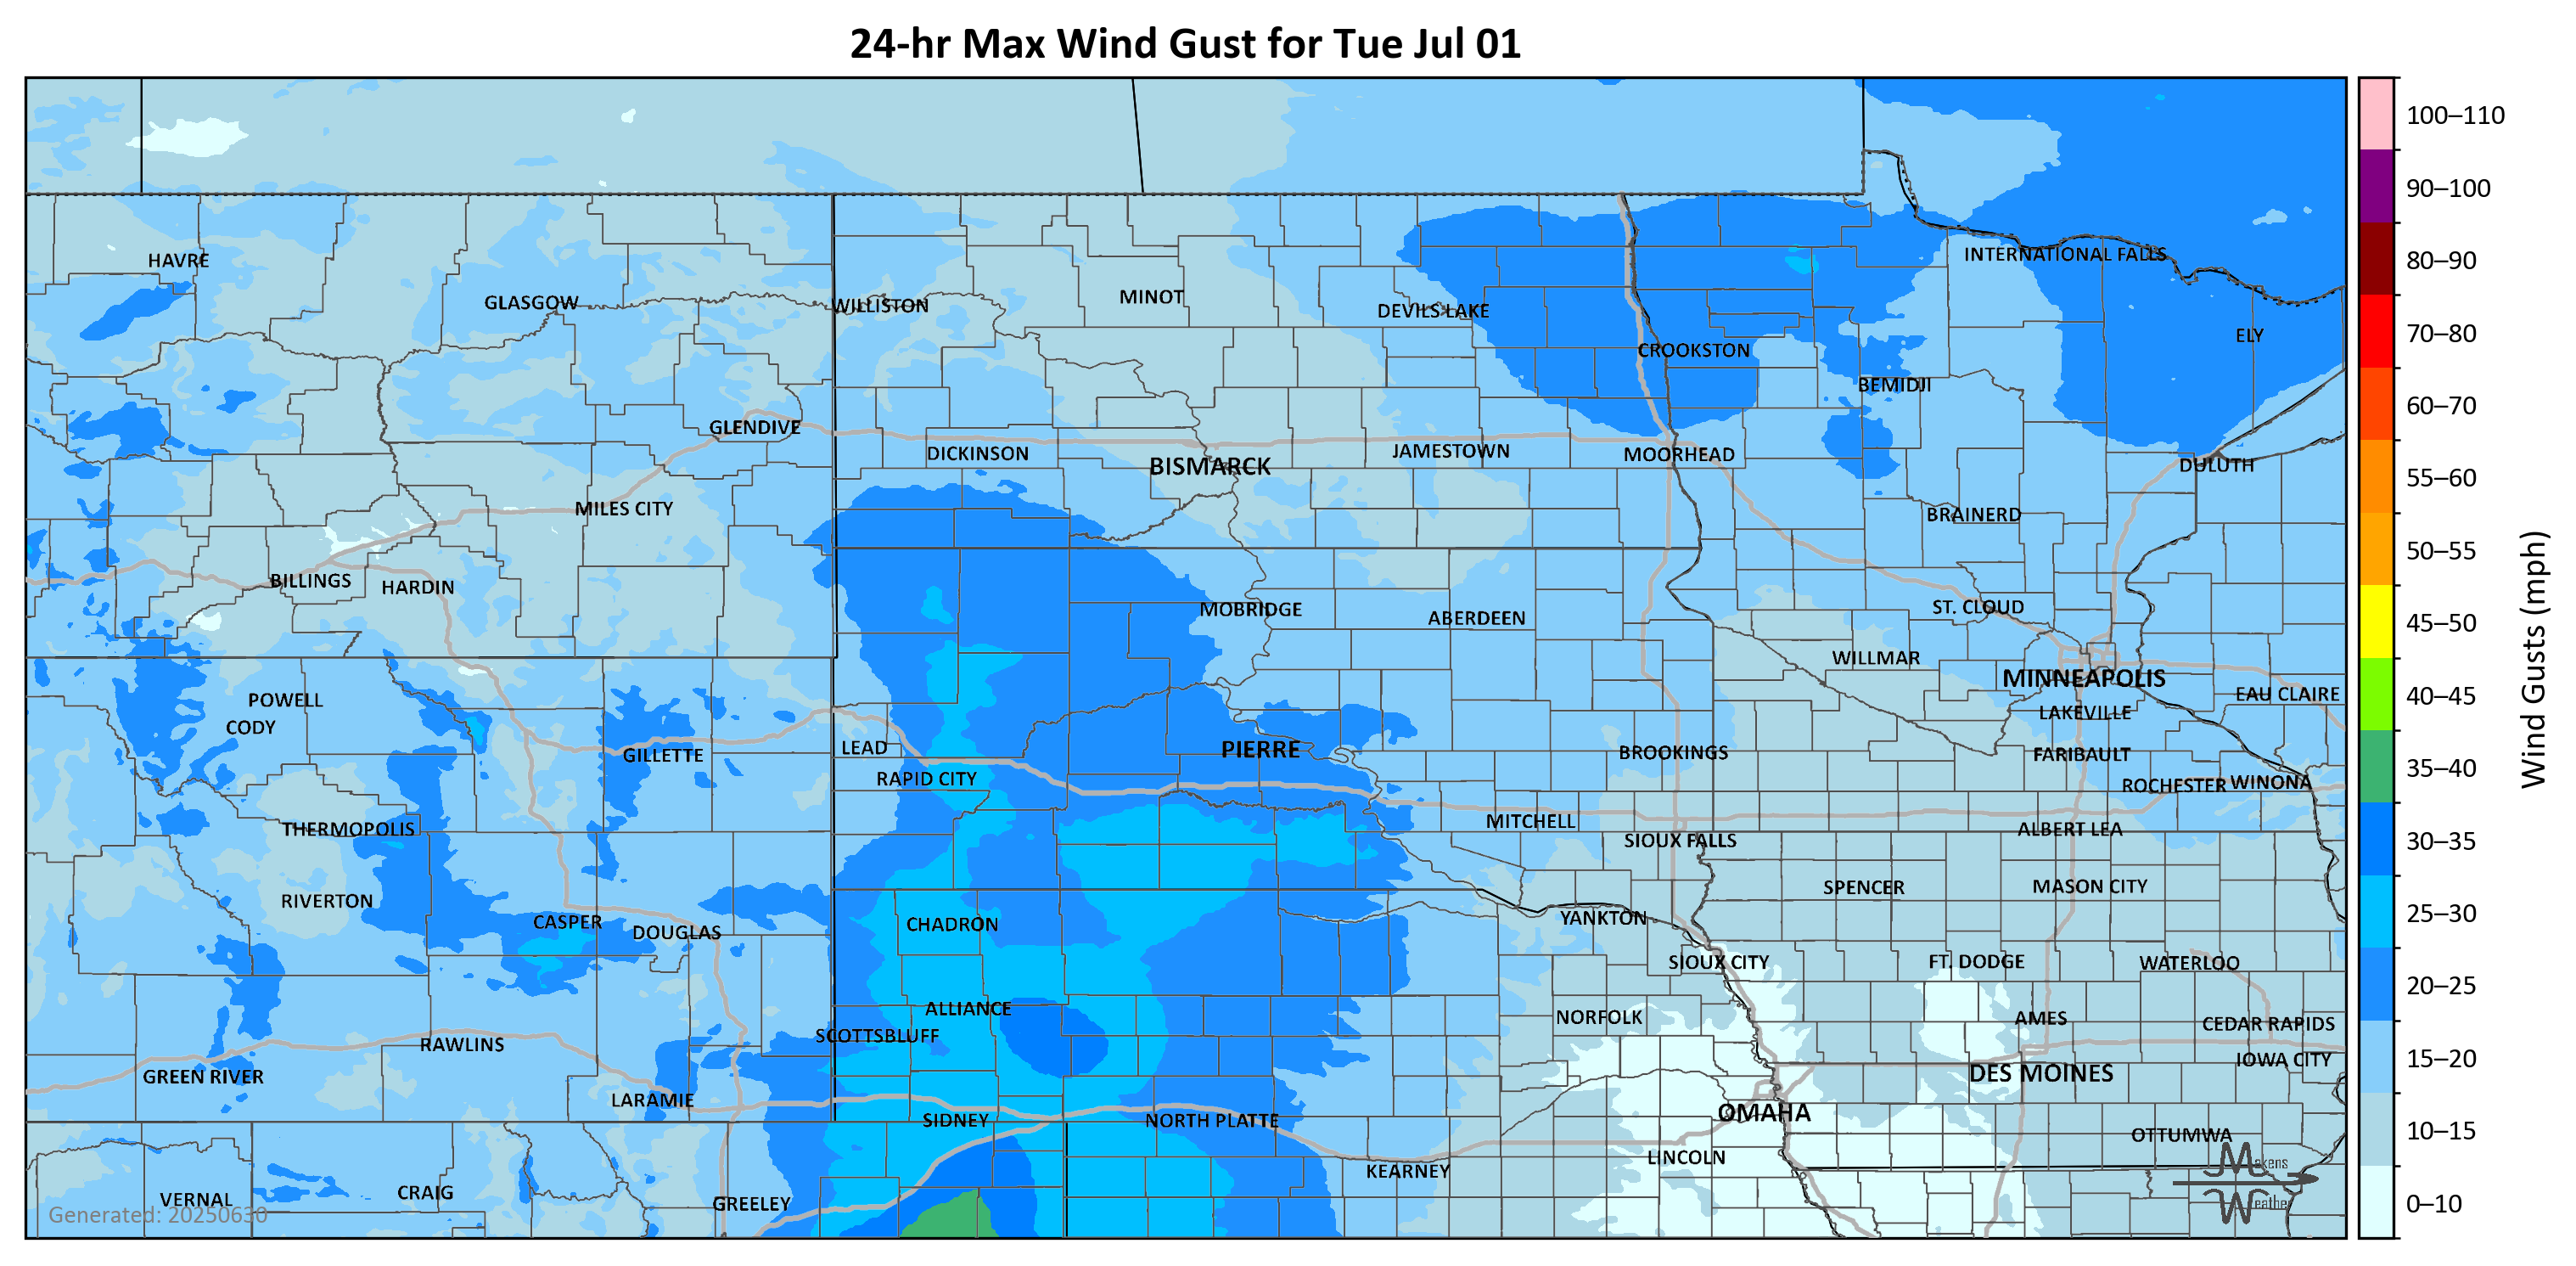 24-hr Max Wind Gust for Tue Jul 01
100–110
90–100
80–90
70–80
60–70
55–60
50–55
45–50
40–45
35–40
30–35
25–30
20–25
15–20
10–15
0–10
Wind Gusts (mph)
HAVRE
GLASGOW
WILLISTON
MINOT
DEVILS LAKE
INTERNATIONAL FALLS
ELY
CROOKSTON
BEMIDJI
GLENDIVE
DICKINSON
BISMARCK
JAMESTOWN
MOORHEAD
DULUTH
MILES CITY
BRAINERD
BILLINGS
HARDIN
MOBRIDGE
ABERDEEN
ST. CLOUD
WILLMAR
MINNEAPOLIS
EAU CLAIRE
POWELL
CODY
LAKEVILLE
GILLETTE
LEAD
PIERRE
BROOKINGS
FARIBAULT
RAPID CITY
ROCHESTER
WINONA
THERMOPOLIS
MITCHELL
SIOUX FALLS
ALBERT LEA
RIVERTON
SPENCER
MASON CITY
CASPER
DOUGLAS
CHADRON
YANKTON
SIOUX CITY
FT. DODGE
WATERLOO
ALLIANCE
NORFOLK
AMES
CEDAR RAPIDS
SCOTTSBLUFF
RAWLINS
IOWA CITY
GREEN RIVER
DES MOINES
LARAMIE
SIDNEY
NORTH PLATTE
OMAHA
OTTUMWA
LINCOLN
KEARNEY
VERNAL
CRAIG
GREELEY
Generated: 20250630
Makens
Weather